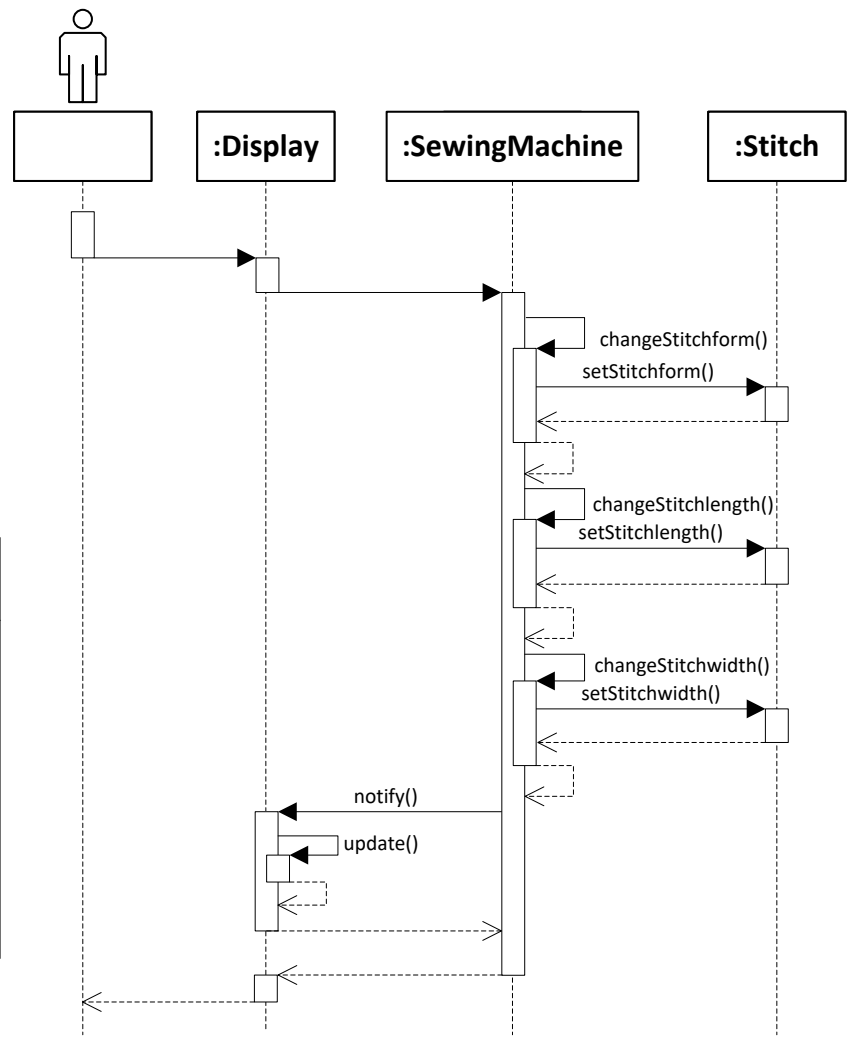 :Display
:SewingMachine
:Stitch
changeStitchform()
setStitchform()
changeStitchlength()
setStitchlength()
changeStitchwidth()
setStitchwidth()
notify()
update()